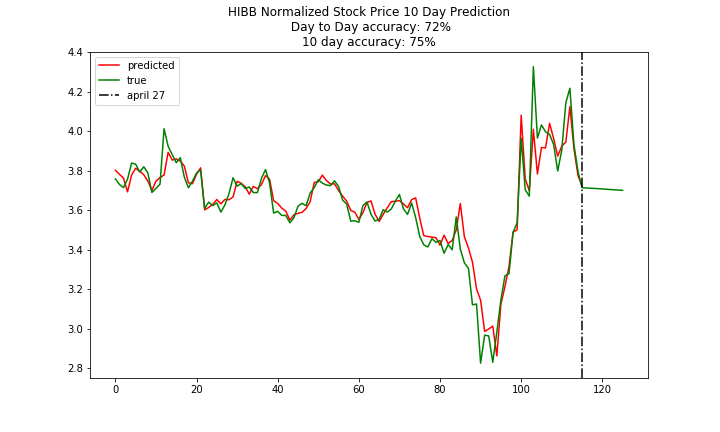 HIBB Normalized Stock Price 10 Day Prediction
Day to Day accuracy: 72%
10 day accuracy: 75%
predicted
true
april 27
4.4
4.2
4.0
3.8
3.6
3.4
3.2
3.0
2.8
0 20 40 60 80 100 120